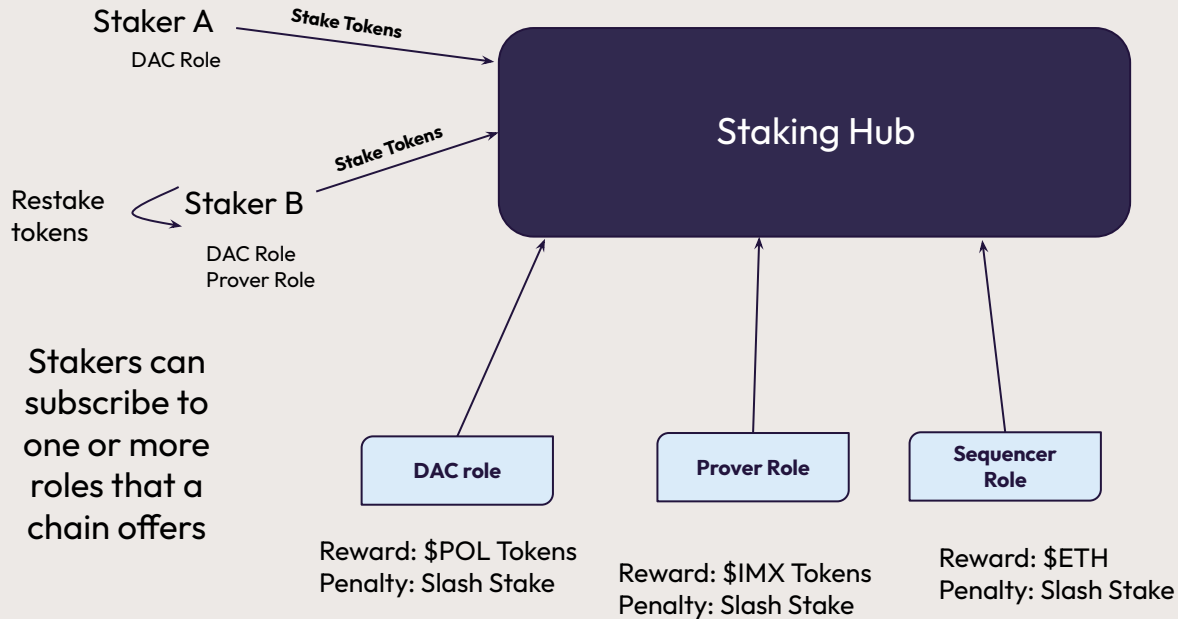 Staker A
DAC Role
Stake Tokens
Staking Hub
Stake Tokens
Restake
tokens
Staker B
DAC Role
Prover Role
Stakers can
subscribe to
one or more
roles that a
chain offers
DAC role
Prover Role
Sequencer
Role
Reward: $POL Tokens
Penalty: Slash Stake
Reward: $IMX Tokens
Penalty: Slash Stake
Reward: $ETH
Penalty: Slash Stake